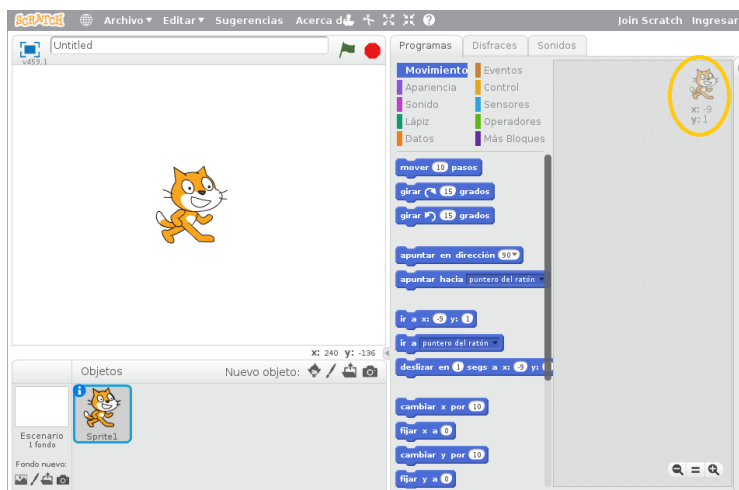 SCRATCH Archivo▼ Editar▼ Sugerencias Acerca d Join Scratch Ingresar
Untitled
v459.1
Programas Disfraces Sonidos
Movimiento Eventos
Apariencia Control
Sonido Sensores
Lápiz Operadores
Datos Más Bloques
x: -9
y: 1
mover 10 pasos
girar 15 grados
girar 15 grados
apuntar en dirección 90▼
apuntar hacia puntero del ratón
ir a x: -9 y: 1
ir a puntero del ratón
deslizar en 1 segs a x: -9 y:
cambiar x por 10
fijar x a 0
cambiar y por 10
fijar y a 0
X: 240 Y: -136
Objetos Nuevo objeto:
Sprite1
Escenario
1 fondo
Fondo nuevo: